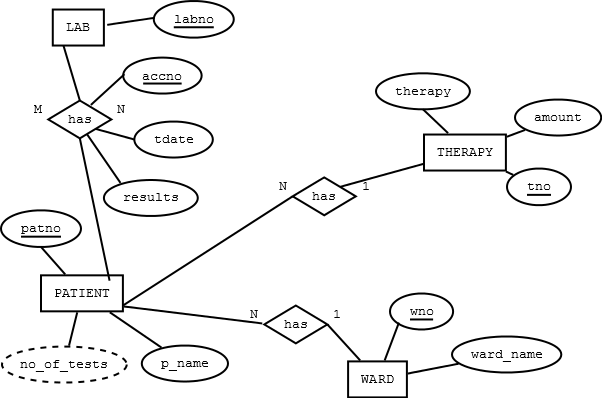 LAB
labno
accno
M
N
has
tdate
results
therapy
amount
THERAPY
tno
N
has
1
patno
PATIENT
no_of_tests
p_name
N
has
1
wno
ward_name
WARD